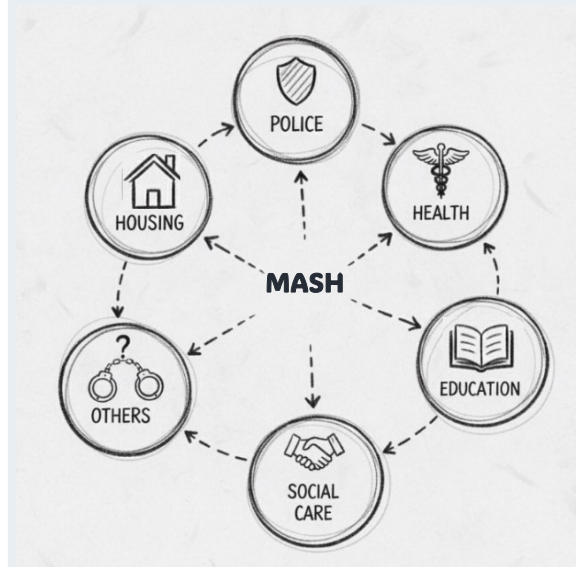 POLICE
HOUSING
HEALTH
MASH
?
OTHERS
EDUCATION
SOCIAL
CARE